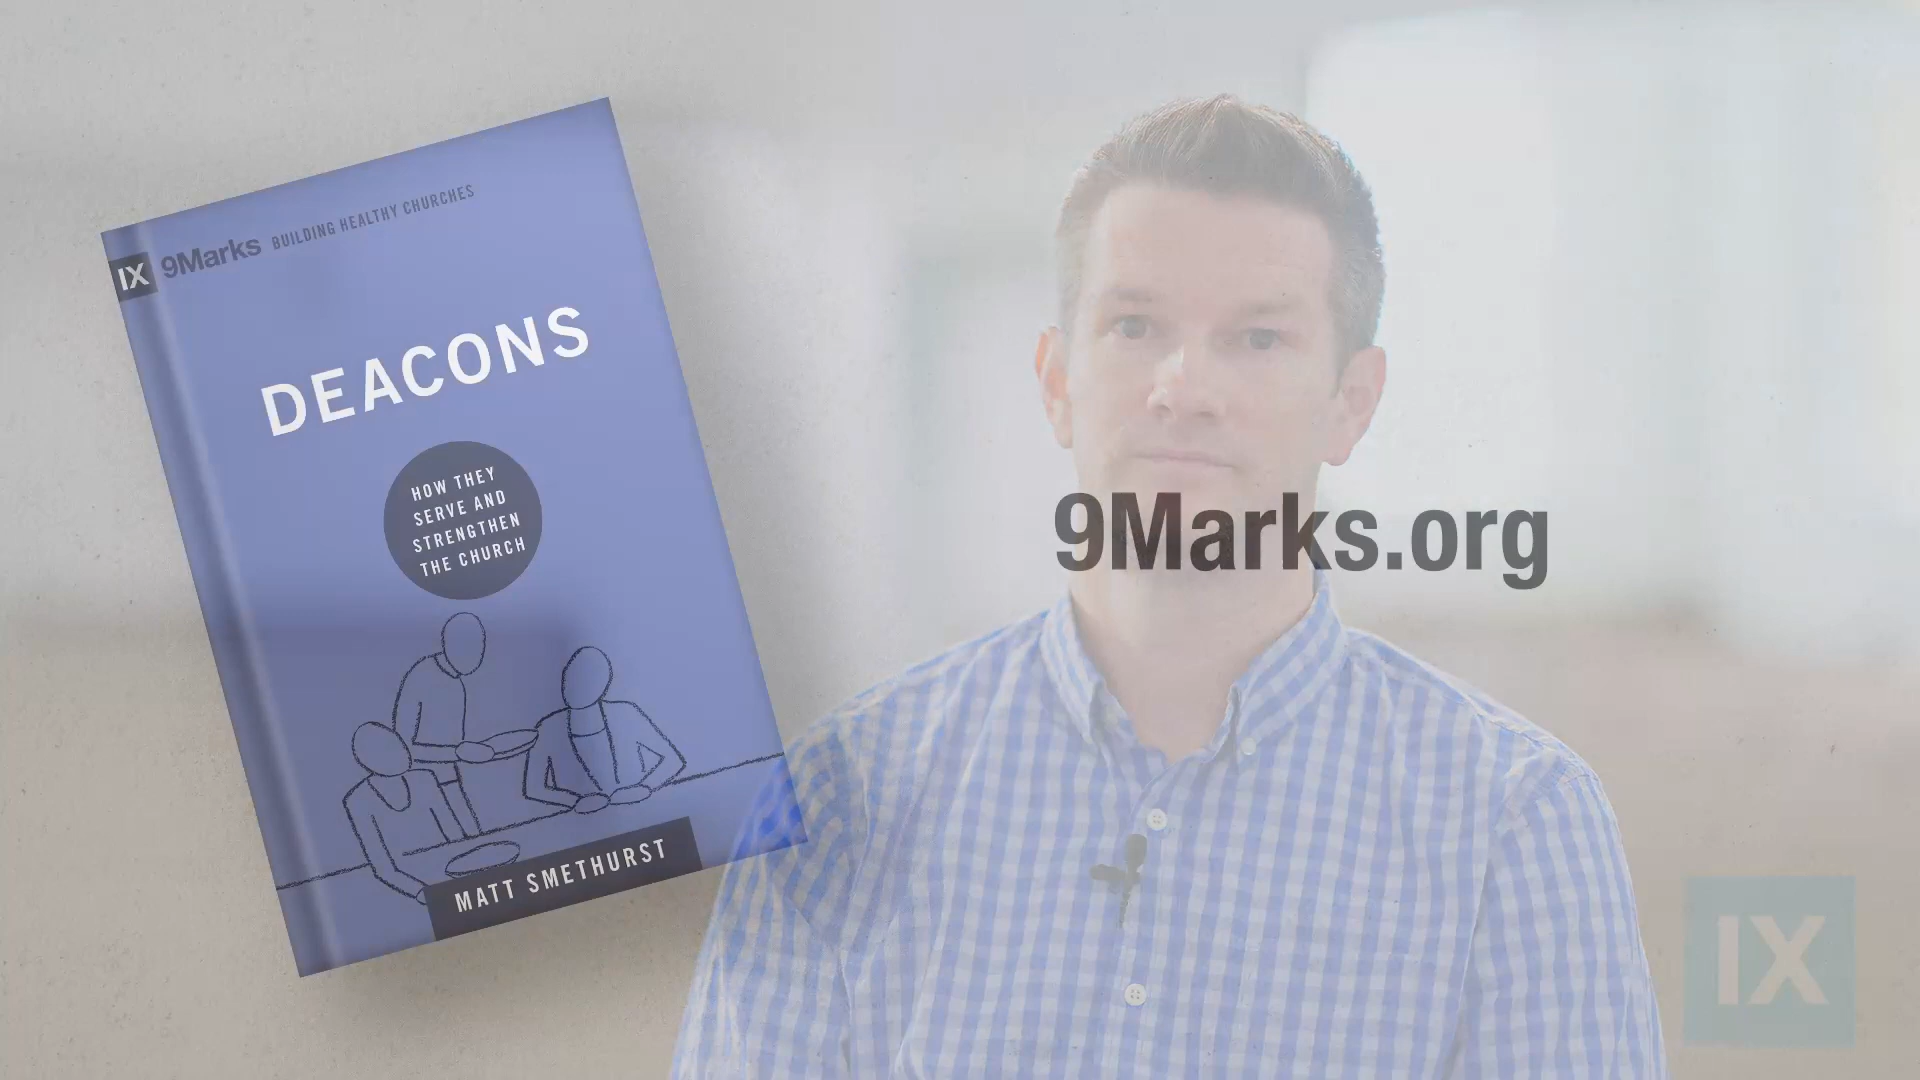 IX 9Marks BUILDING HEALTHY CHURCHES
DEACONS
HOW THEY
SERVE AND
STRENGTHEN
THE CHURCH
MATT SMETHURST
9Marks.org
IX